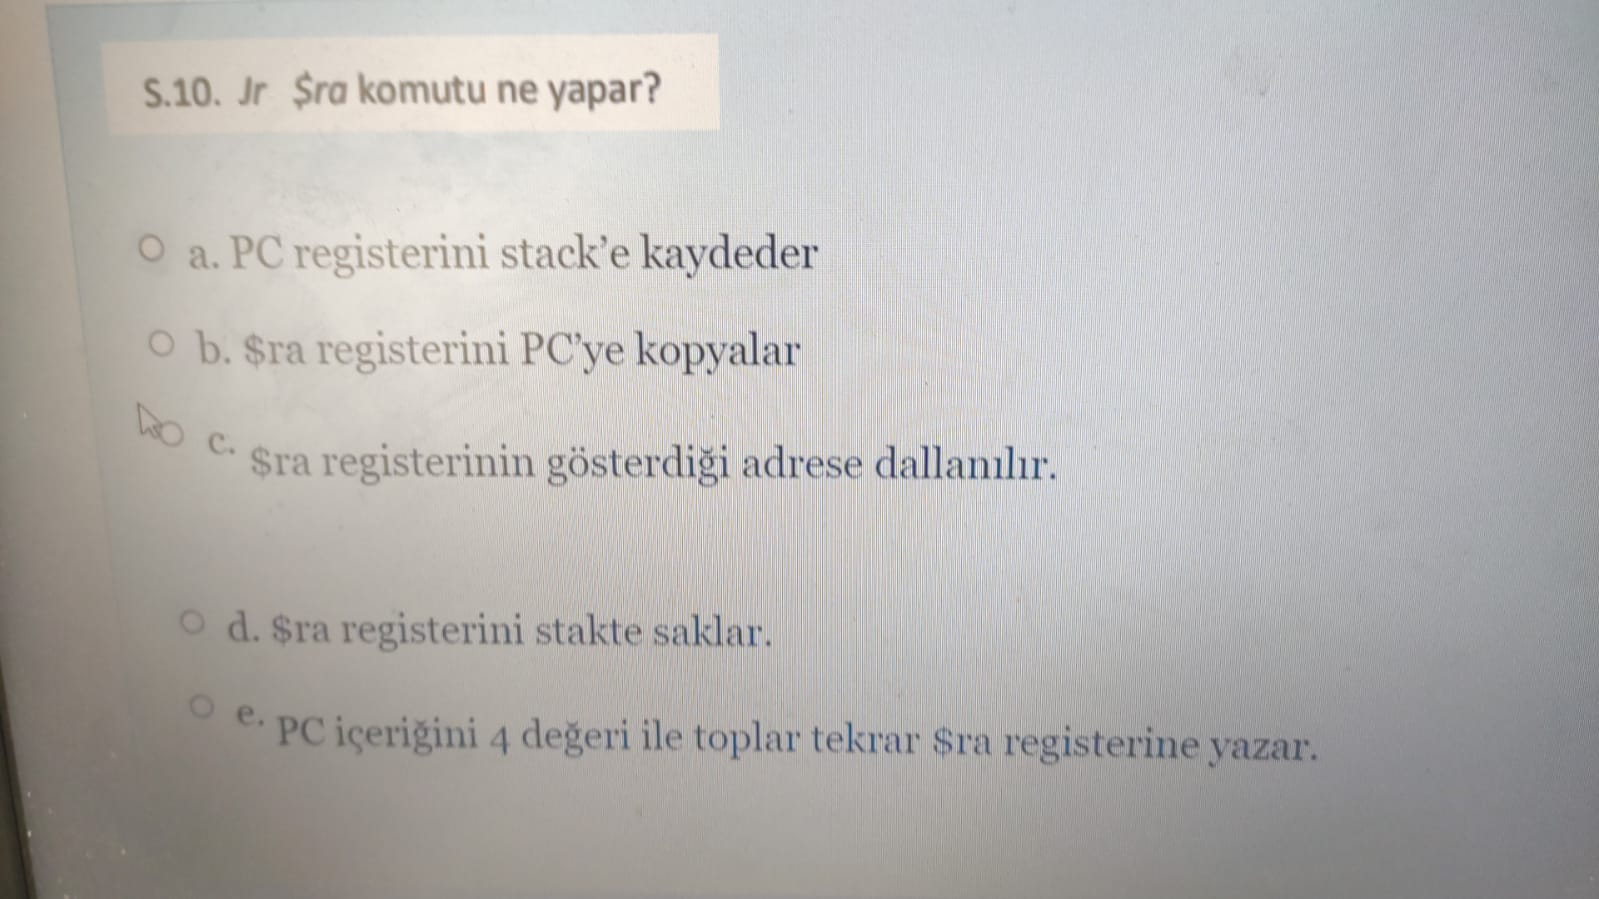 S.10. Jr $ra komutu ne yapar?
a. PC registerini stack’e kaydeder
b. $ra registerini PC’ye kopyalar
c. $ra registerinin gösterdiği adrese dallanılır.
d. $ra registerini stakte saklar.
e. PC içeriğini 4 değeri ile toplar tekrar $ra registerine yazar.